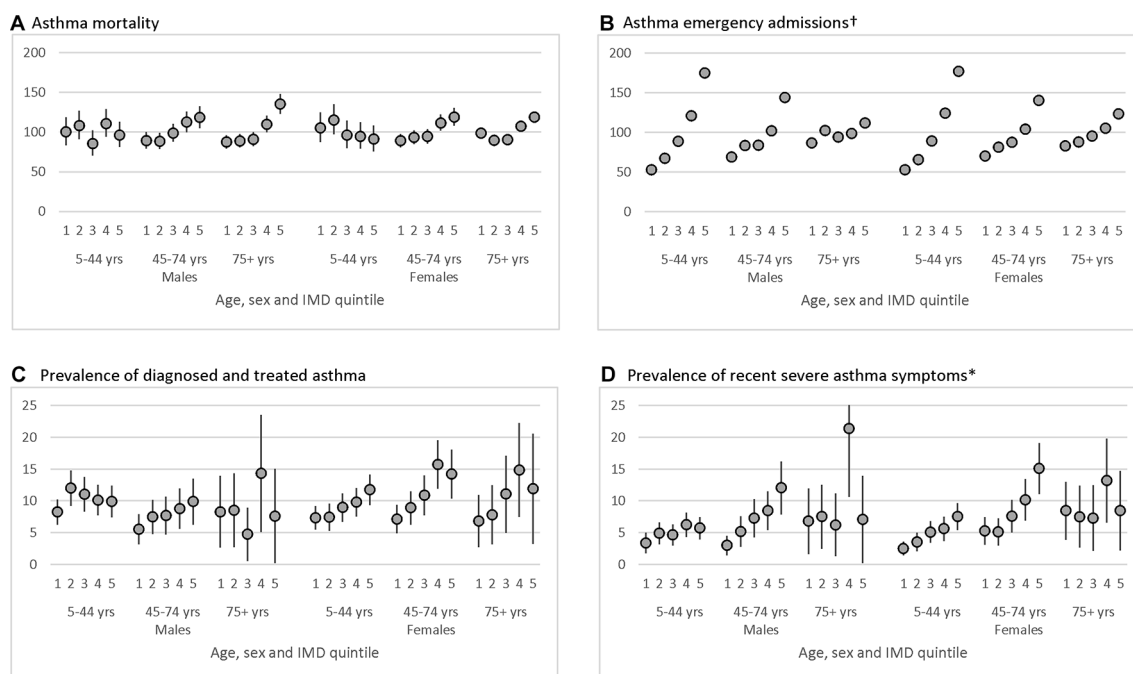 A Asthma mortality
200
150
100
50
0
1 2 3 4 5 1 2 3 4 5 1 2 3 4 5 1 2 3 4 5 1 2 3 4 5 1 2 3 4 5
5-44 yrs 45-74 yrs 75+ yrs 5-44 yrs 45-74 yrs 75+ yrs
Males Females
Age, sex and IMD quintile
B Asthma emergency admissions†
200
150
100
50
0
1 2 3 4 5 1 2 3 4 5 1 2 3 4 5 1 2 3 4 5 1 2 3 4 5 1 2 3 4 5
5-44 yrs 45-74 yrs 75+ yrs 5-44 yrs 45-74 yrs 75+ yrs
Males Females
Age, sex and IMD quintile
C Prevalence of diagnosed and treated asthma
25
20
15
10
5
0
1 2 3 4 5 1 2 3 4 5 1 2 3 4 5 1 2 3 4 5 1 2 3 4 5 1 2 3 4 5
5-44 yrs 45-74 yrs 75+ yrs 5-44 yrs 45-74 yrs 75+ yrs
Males Females
Age, sex and IMD quintile
D Prevalence of recent severe asthma symptoms*
25
20
15
10
5
0
1 2 3 4 5 1 2 3 4 5 1 2 3 4 5 1 2 3 4 5 1 2 3 4 5 1 2 3 4 5
5-44 yrs 45-74 yrs 75+ yrs 5-44 yrs 45-74 yrs 75+ yrs
Males Females
Age, sex and IMD quintile